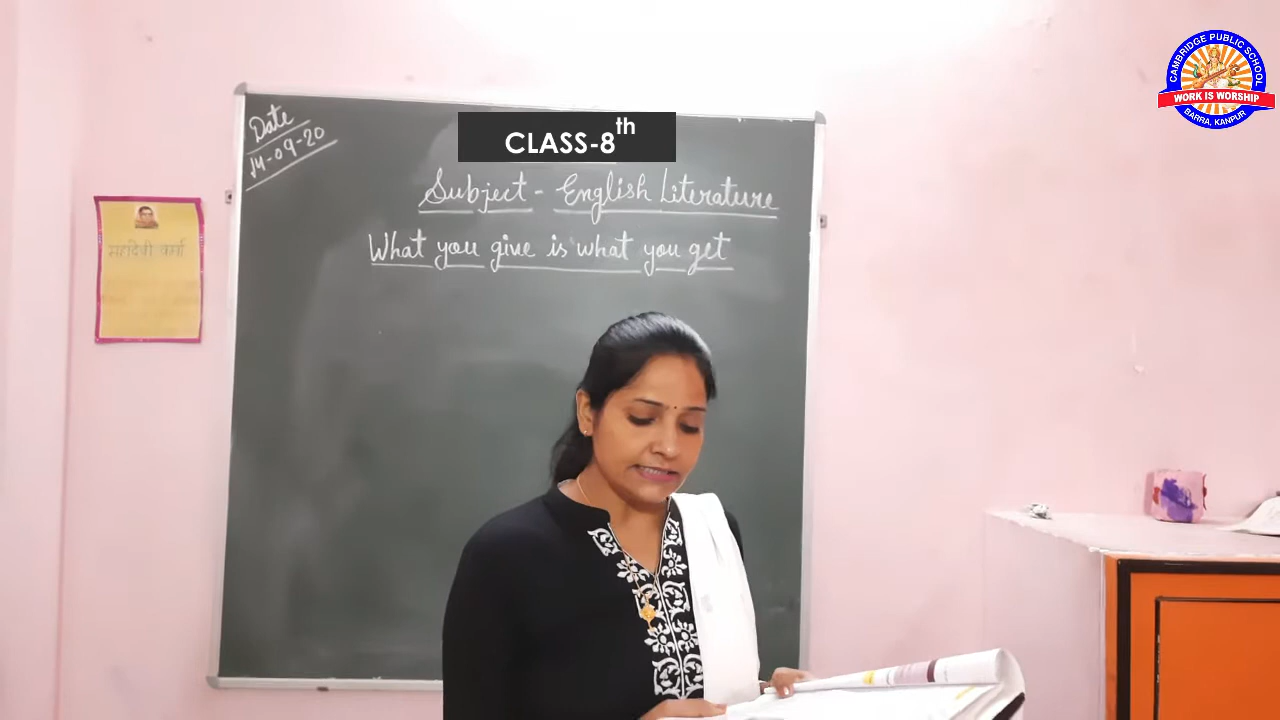 Date
14-09-20
CLASS-8th
Subject - English Literature
What you give is what you get
महादेवी वर्मा
CAMBRIDGE PUBLIC SCHOOL
WORK IS WORSHIP
BARRA, KANPUR